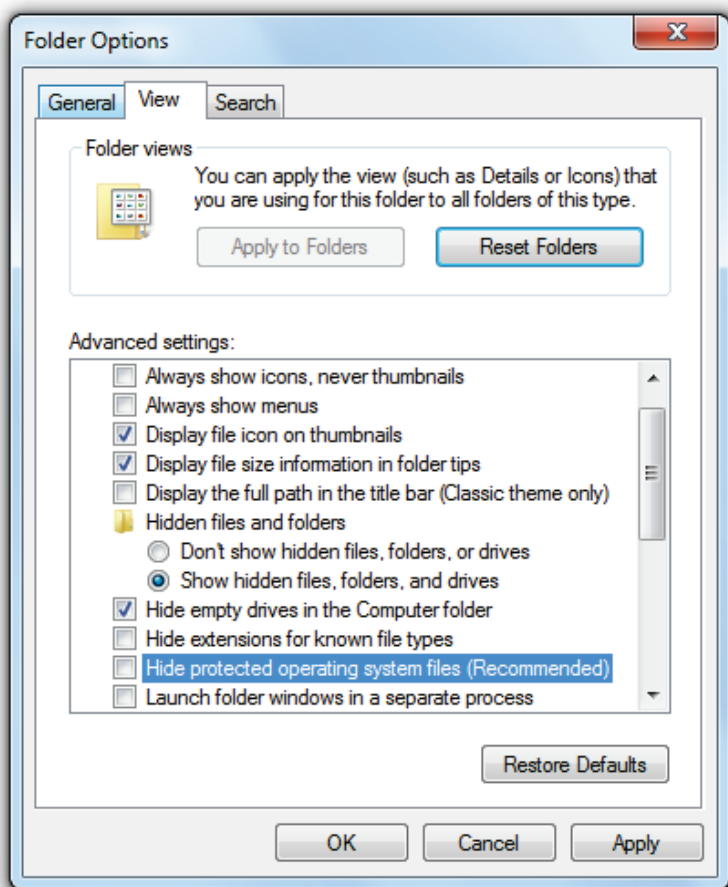 Folder Options
General
View
Search
Folder views
You can apply the view (such as Details or Icons) that
you are using for this folder to all folders of this type.
Apply to Folders
Reset Folders
Advanced settings:
Always show icons, never thumbnails
Always show menus
Display file icon on thumbnails
Display file size information in folder tips
Display the full path in the title bar (Classic theme only)
Hidden files and folders
Don't show hidden files, folders, or drives
Show hidden files, folders, and drives
Hide empty drives in the Computer folder
Hide extensions for known file types
Hide protected operating system files (Recommended)
Launch folder windows in a separate process
Restore Defaults
OK
Cancel
Apply